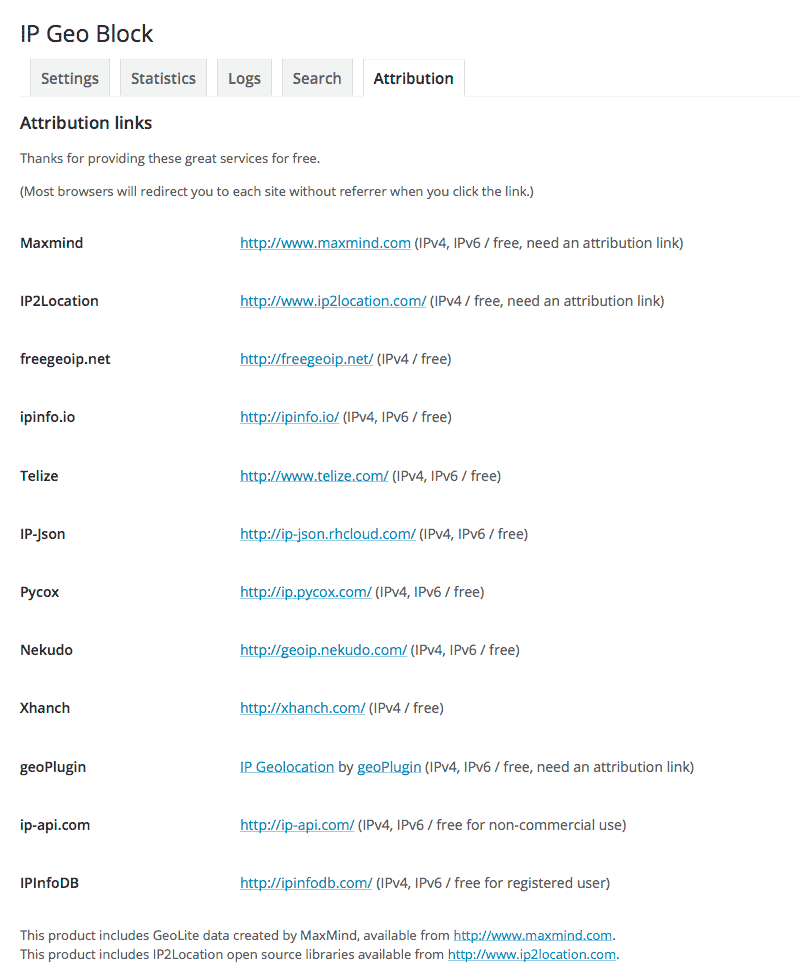 IP Geo Block
Settings Statistics Logs Search Attribution
Attribution links
Thanks for providing these great services for free.
(Most browsers will redirect you to each site without referrer when you click the link.)
Maxmind http://www.maxmind.com (IPv4, IPv6 / free, need an attribution link)
IP2Location http://www.ip2location.com/ (IPv4 / free, need an attribution link)
freegeoip.net http://freegeoip.net/ (IPv4 / free)
ipinfo.io http://ipinfo.io/ (IPv4, IPv6 / free)
Telize http://www.telize.com/ (IPv4, IPv6 / free)
IP-Json http://ip-json.rhcloud.com/ (IPv4, IPv6 / free)
Pycox http://ip.pycox.com/ (IPv4, IPv6 / free)
Nekudo http://geoip.nekudo.com/ (IPv4, IPv6 / free)
Xhanch http://xhanch.com/ (IPv4 / free)
geoPlugin IP Geolocation by geoPlugin (IPv4, IPv6 / free, need an attribution link)
ip-api.com http://ip-api.com/ (IPv4, IPv6 / free for non-commercial use)
IPInfoDB http://ipinfodb.com/ (IPv4, IPv6 / free for registered user)
This product includes GeoLite data created by MaxMind, available from http://www.maxmind.com.
This product includes IP2Location open source libraries available from http://www.ip2location.com.